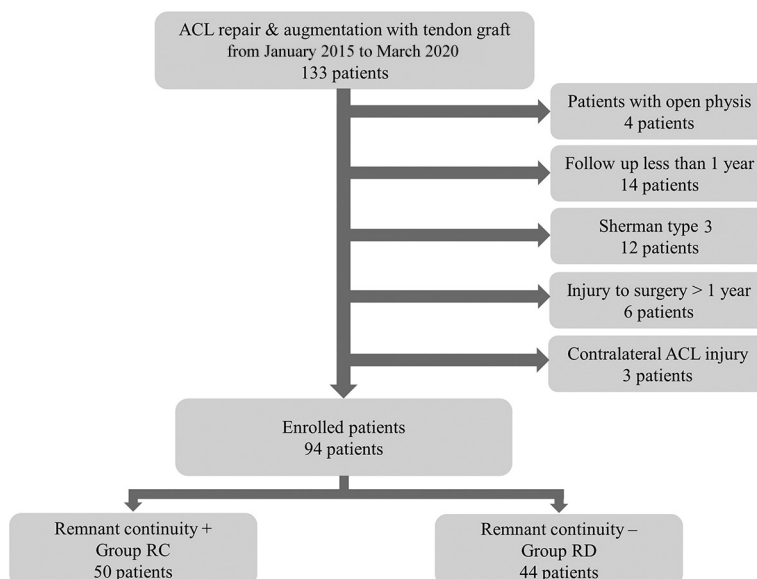 ACL repair & augmentation with tendon graft
from January 2015 to March 2020
133 patients
Patients with open physis
4 patients
Follow up less than 1 year
14 patients
Sherman type 3
12 patients
Injury to surgery > 1 year
6 patients
Contralateral ACL injury
3 patients
Enrolled patients
94 patients
Remnant continuity +
Group RC
50 patients
Remnant continuity –
Group RD
44 patients